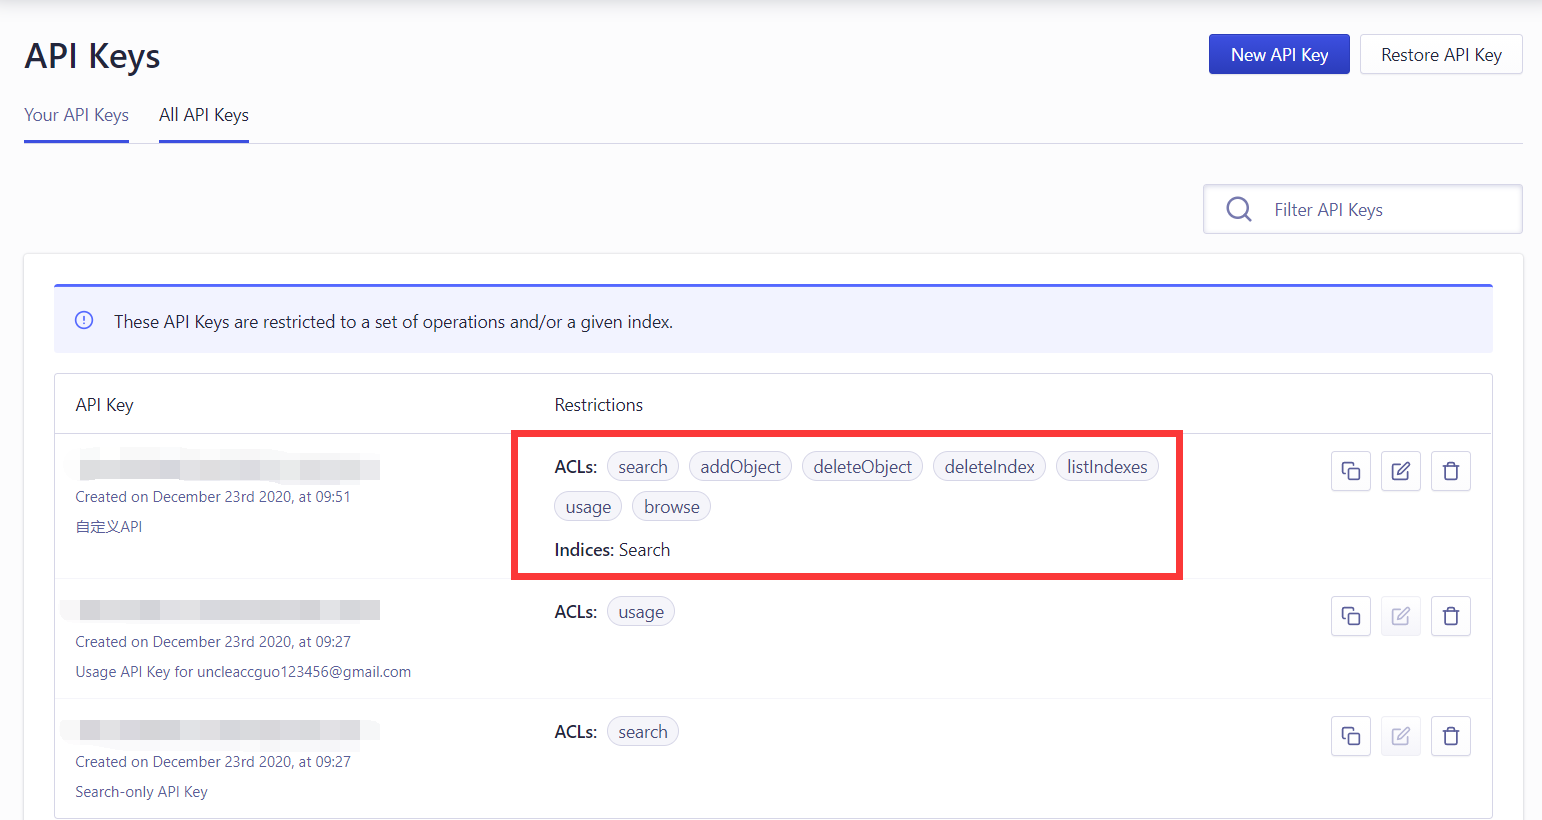 API Keys
New API Key
Restore API Key
Your API Keys
All API Keys
Filter API Keys
These API Keys are restricted to a set of operations and/or a given index.
API Key
Restrictions
ACLs: search addObject deleteObject deleteIndex listIndexes
usage browse
Indices: Search
Created on December 23rd 2020, at 09:51
自定义API
ACLs: usage
Created on December 23rd 2020, at 09:27
Usage API Key for uncleaccguo123456@gmail.com
ACLs: search
Created on December 23rd 2020, at 09:27
Search-only API Key